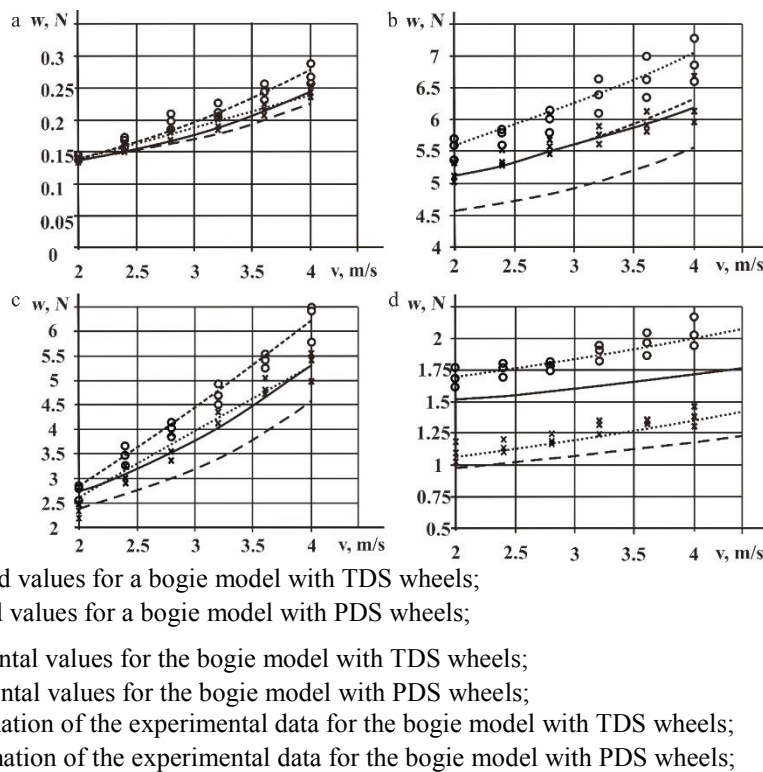 a w, N
0.3
0.25
0.2
0.15
0.1
0.05
0
2 2.5 3 3.5 4 v, m/s
b w, N
7
6.5
6
5.5
5
4.5
4
2 2.5 3 3.5 4 v, m/s
c w, N
6
5.5
5
4.5
4
3.5
3
2.5
2
2 2.5 3 3.5 4 v, m/s
d w, N
2
1.75
1.5
1.25
1
0.75
0.5
2 2.5 3 3.5 4 v, m/s
d values for a bogie model with TDS wheels;
l values for a bogie model with PDS wheels;
ental values for the bogie model with TDS wheels;
ental values for the bogie model with PDS wheels;
nation of the experimental data for the bogie model with TDS wheels;
mation of the experimental data for the bogie model with PDS wheels;